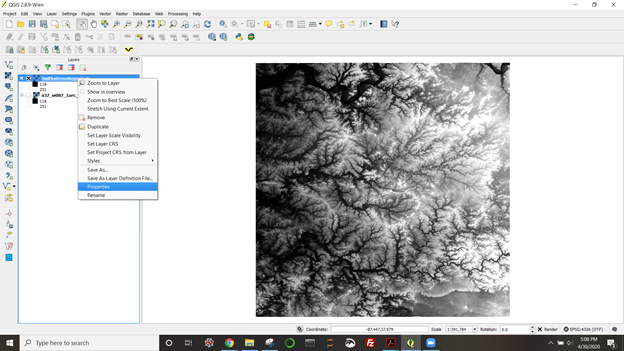 QGIS 2.8.9-Wien
Project Edit View Layer Settings Plugins Vector Raster Database Web Processing Help
Layers
118
251
n37_w087_1arc_
118
251
Zoom to Layer
Show in overview
Zoom to Best Scale (100%)
Stretch Using Current Extent
Remove
Duplicate
Set Layer Scale Visibility
Set Layer CRS
Set Project CRS from Layer
Styles
Save As...
Save As Layer Definition File...
Properties
Rename
Coordinate: -87.447,37.979 Scale 1:391,784 Rotation: 0.0 Render EPSG:4326 (OTF)
Type here to search
5:08 PM
4/30/2020